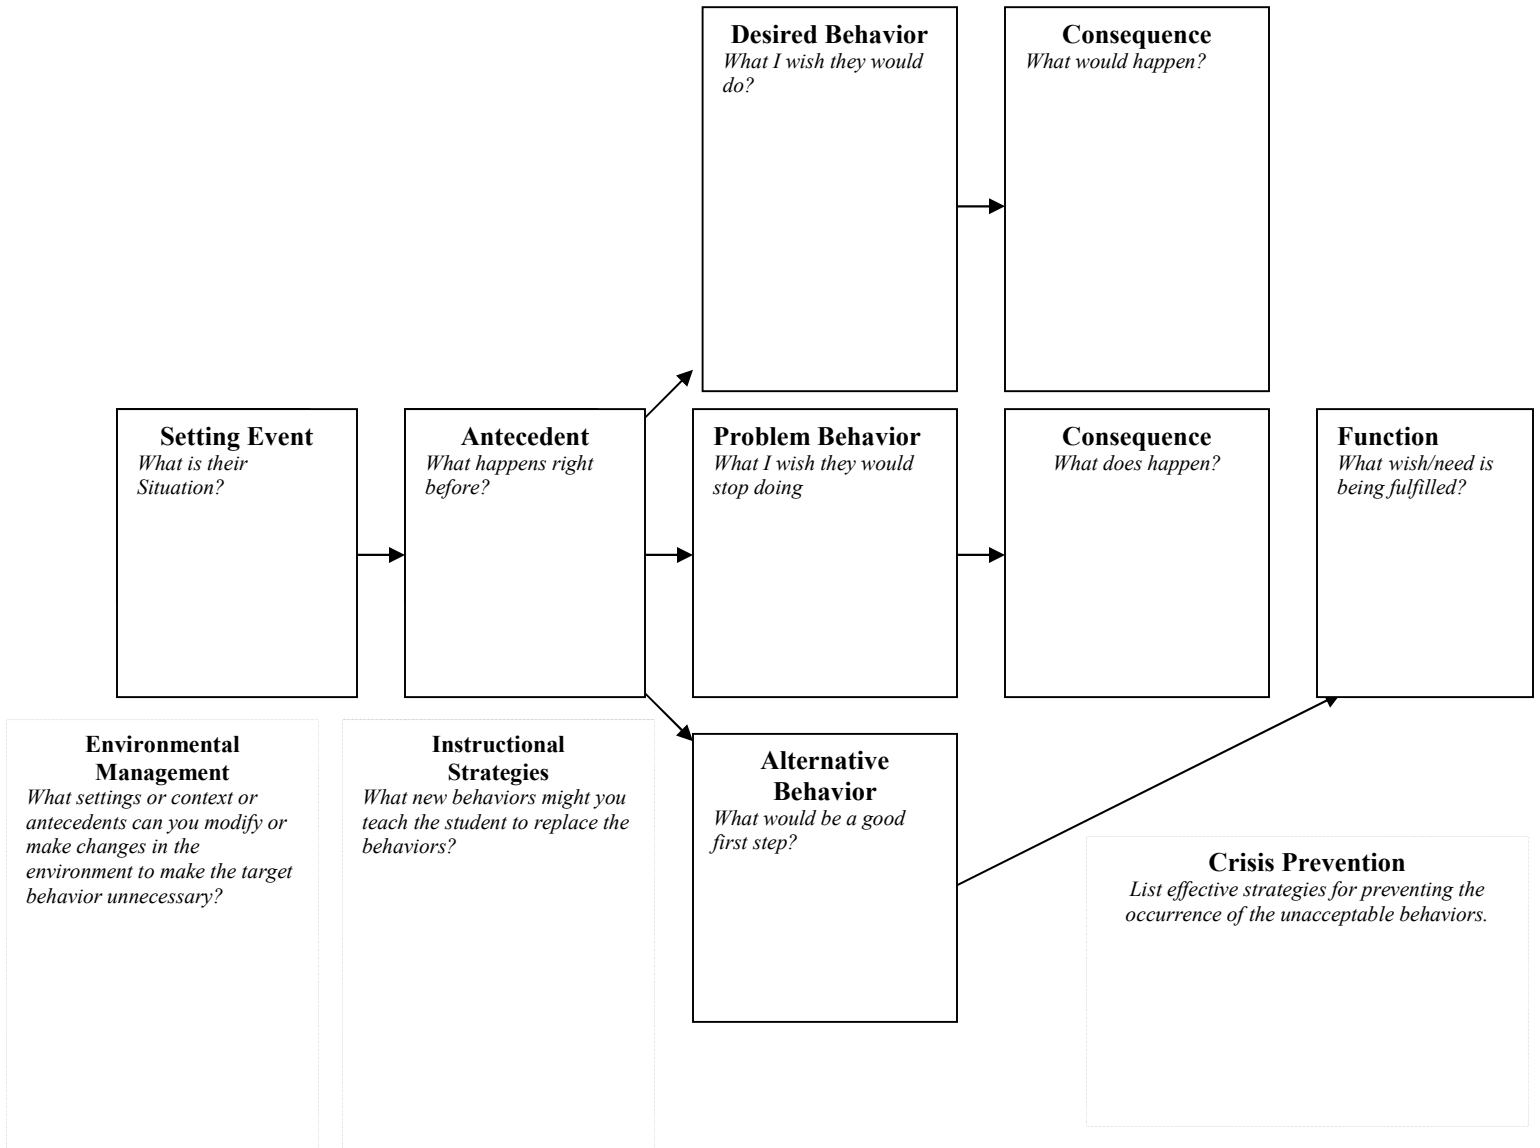 Desired Behavior
What I wish they would
do?
Consequence
What would happen?
Setting Event
What is their
Situation?
Antecedent
What happens right
before?
Problem Behavior
What I wish they would
stop doing
Consequence
What does happen?
Function
What wish/need is
being fulfilled?
Environmental
Management
What settings or context or
antecedents can you modify or
make changes in the
environment to make the target
behavior unnecessary?
Instructional
Strategies
What new behaviors might you
teach the student to replace the
behaviors?
Alternative
Behavior
What would be a good
first step?
Crisis Prevention
List effective strategies for preventing the
occurrence of the unacceptable behaviors.